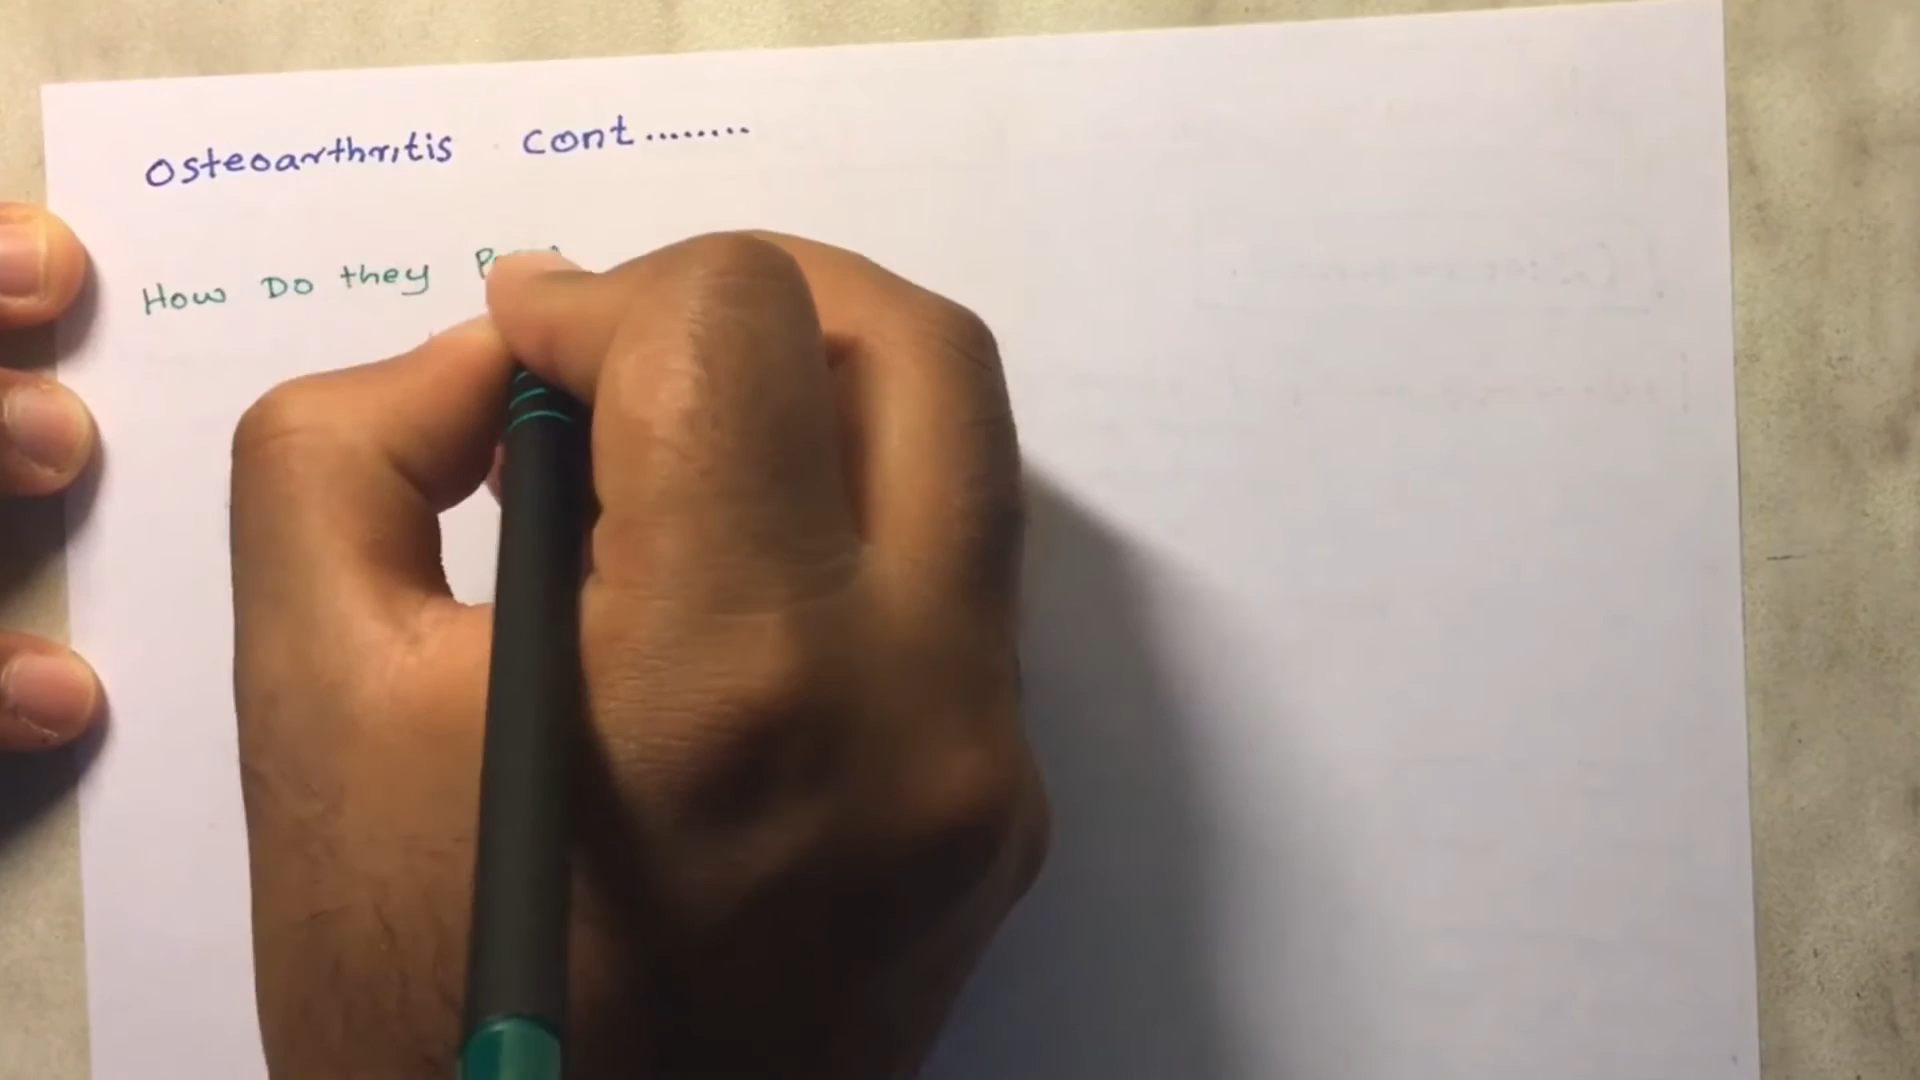 Osteoarthritis cont........
How Do they